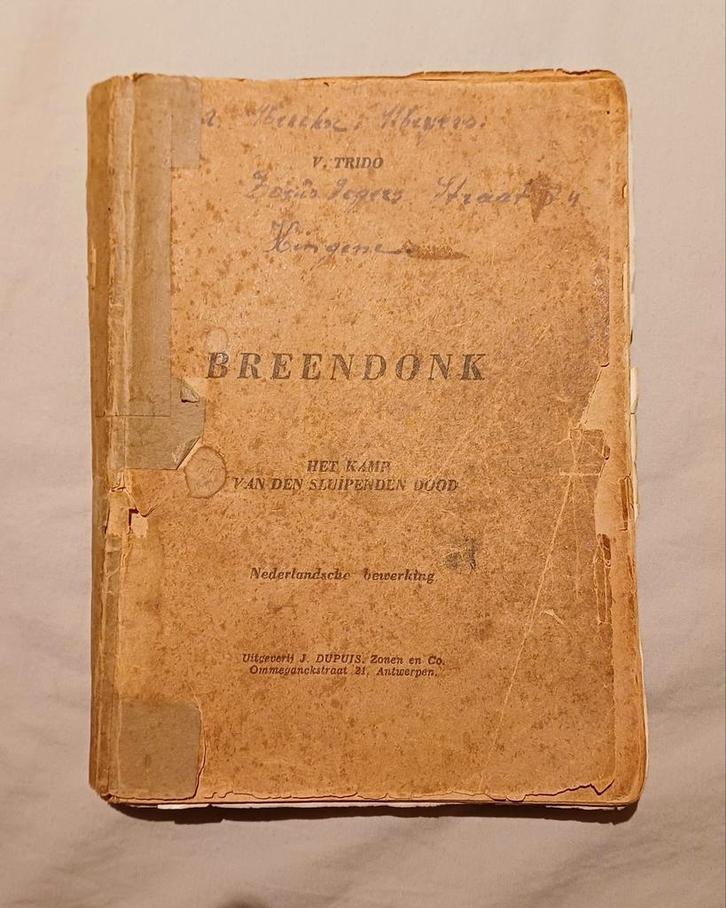 V. TRIDO
Straat
Hingene
BREENDONK
HET KAMP
VAN DEN SLUIPENDEN DOOD
Nederlandsche bewerking
Uitgeverij J. DUPUIS, Zonen en Co.
Ommeganckstraat 21, Antwerpen.